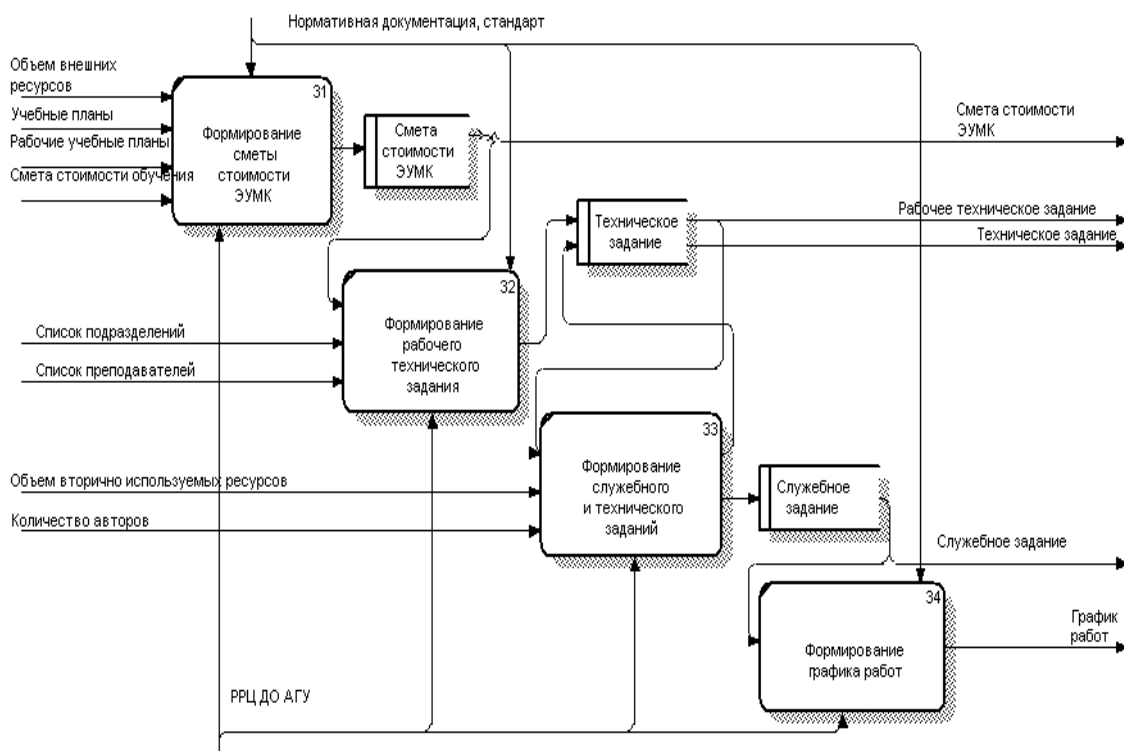 Нормативная документация, стандарт
Объем внешних
ресурсов
Учебные планы
Рабочие учебные планы
Смета стоимости обучения
31
Формирование
сметы
стоимости
ЭУМК
Смета
стоимости
ЭУМК
Смета стоимости
ЭУМК
Техническое
задание
Рабочее техническое задание
Техническое задание
32
Формирование
рабочего
технического
задания
Список подразделений
Список преподавателей
33
Формирование
служебного
и технического
заданий
Объем вторично используемых ресурсов
Количество авторов
Служебное
задание
Служебное задание
34
Формирование
графика работ
График
работ
РРЦ ДО АГУ